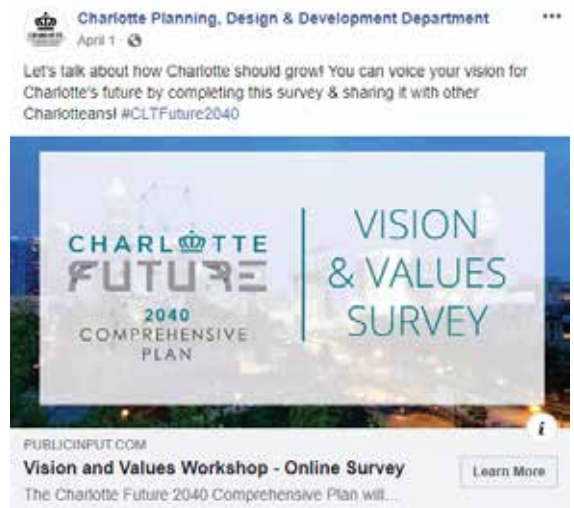 Charlotte Planning, Design & Development Department
April 1
Let's talk about how Charlotte should grow! You can voice your vision for
Charlotte's future by completing this survey & sharing it with other
Charlotteans! #CLTFuture2040
CHARLOTTE
FUTURE
2040
COMPREHENSIVE
PLAN
VISION
& VALUES
SURVEY
i
PUBLICINPUT.COM
Vision and Values Workshop - Online Survey
Learn More
The Charlotte Future 2040 Comprehensive Plan will...